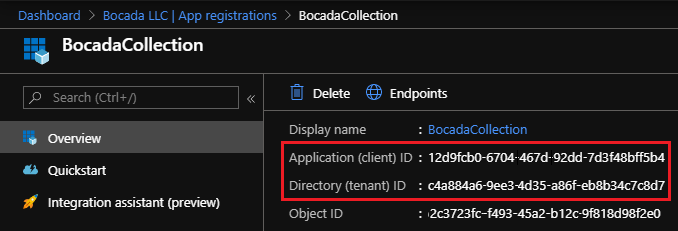 Dashboard > Bocada LLC | App registrations > BocadaCollection
BocadaCollection
Search (Ctrl+/)
«
Delete
Endpoints
Overview
Quickstart
Integration assistant (preview)
Display name : BocadaCollection
Application (client) ID : 12d9fcb0-6704-467d-92dd-7d3f48bff5b4
Directory (tenant) ID : c4a884a6-9ee3-4d35-a86f-eb8b34c7c8d7
Object ID : 2c3723fc-f493-45a2-b12c-9f818d98f2e0